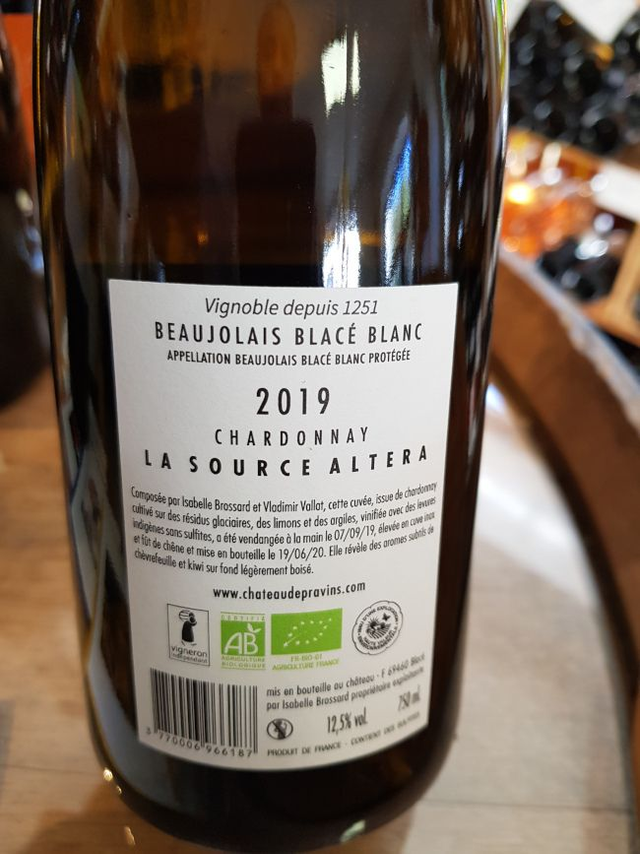 Vignoble depuis 1251
BEAUJOLAIS BLACÉ BLANC
APPELLATION BEAUJOLAIS BLACÉ BLANC PROTÉGÉE
2019
CHARDONNAY
LA SOURCE ALTERA
Composée par Isabelle Brossard et Vladimir Vallat, cette cuvée, issue de chardonnay
cultivé sur des résidus glaciaires, des limons et des argiles, vinifiée avec des levures
indigènes sans sulfites, a été vendangée à la main le 07/09/19, élevée en cuve inox
et fût de chêne et mise en bouteille le 19/06/20. Elle révèle des aromes subtils de
chèvrefeuille et kiwi sur fond légèrement boisé.
www.chateaudepravins.com
vigneron
indépendant
CERTIFIÉ
AB
AGRICULTURE
BIOLOGIQUE
FR-BIO-01
AGRICULTURE FRANCE
mis en bouteille au château - F 69460 Blacé
par Isabelle Brossard propriétaire exploitante
12,5% vol. 750 ml
PRODUIT DE FRANCE - CONTIENT DES SULFITES
3 770006 966187